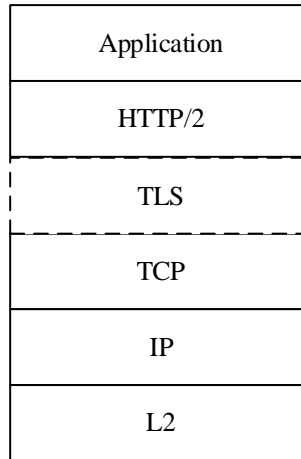 Application
HTTP/2
TLS
TCP
IP
L2